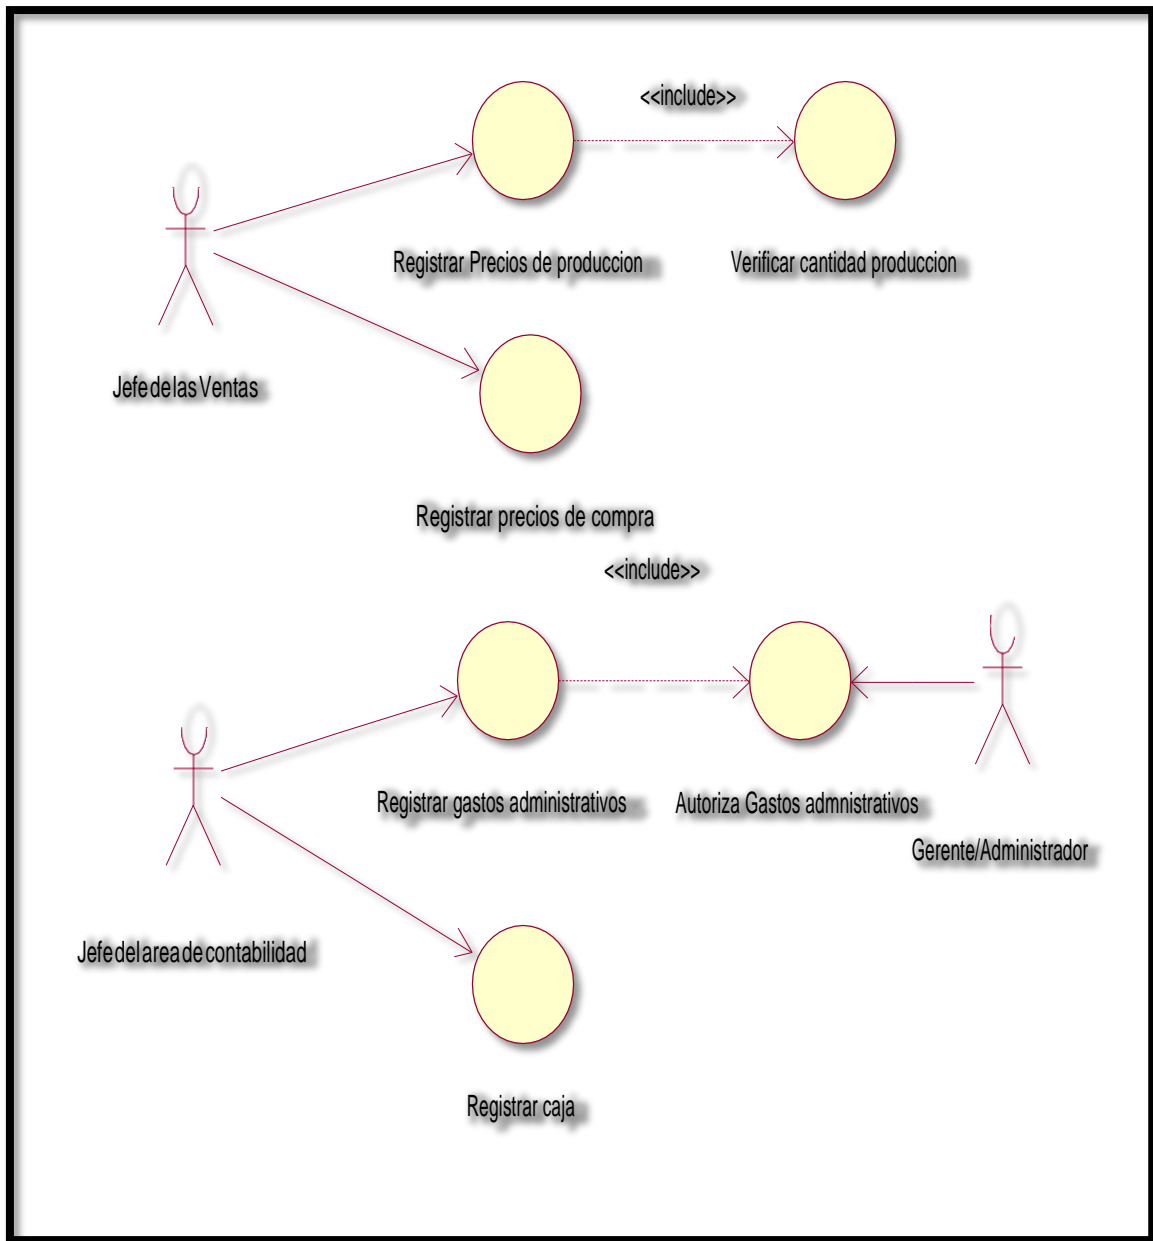 <<include>>
Registrar Precios de produccion
Verificar cantidad produccion
Jefe de las Ventas
Registrar precios de compra
<<include>>
Registrar gastos administrativos
Autoriza Gastos admnistrativos
Gerente/Administrador
Jefe del area de contabilidad
Registrar caja